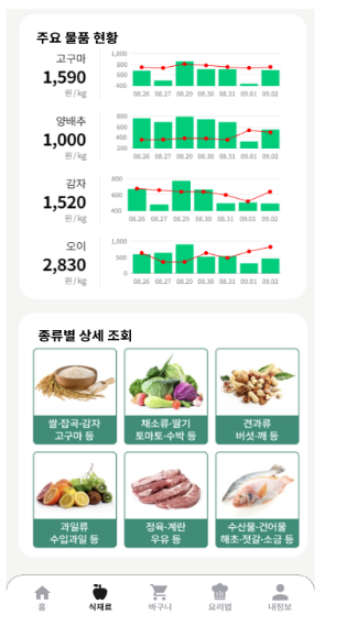 주요 물품 현황
고구마
1,590
원/kg
1,000
800
600
400
08.26 08.27 08.29 08.30 08.31 09.01 09.02
양배추
1,000
원/kg
800
600
400
200
08.26 08.27 08.29 08.30 08.31 09.01 09.02
감자
1,520
원/kg
800
600
400
08.26 08.27 08.29 08.30 08.31 09.01 09.02
오이
2,830
원/kg
1,000
500
0
08.26 08.27 08.29 08.30 08.31 09.01 09.02
종류별 상세 조회
쌀·잡곡·감자
고구마 등
채소류·딸기
토마토·수박 등
견과류
버섯·깨 등
과일류
수입과일 등
정육·계란
우유 등
수산물·건어물
해초·젓갈·소금 등
홈
식재료
바구니
요리법
내정보